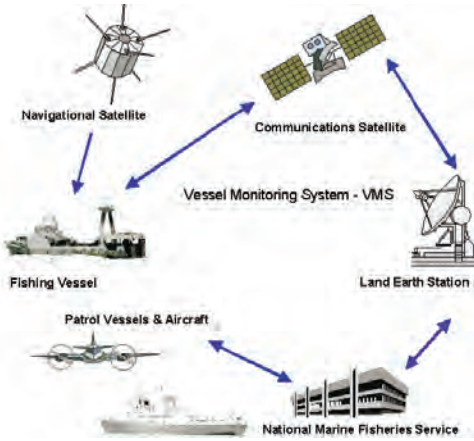 Navigational Satellite
Communications Satellite
Vessel Monitoring System - VMS
Fishing Vessel
Land Earth Station
Patrol Vessels & Aircraft
National Marine Fisheries Service